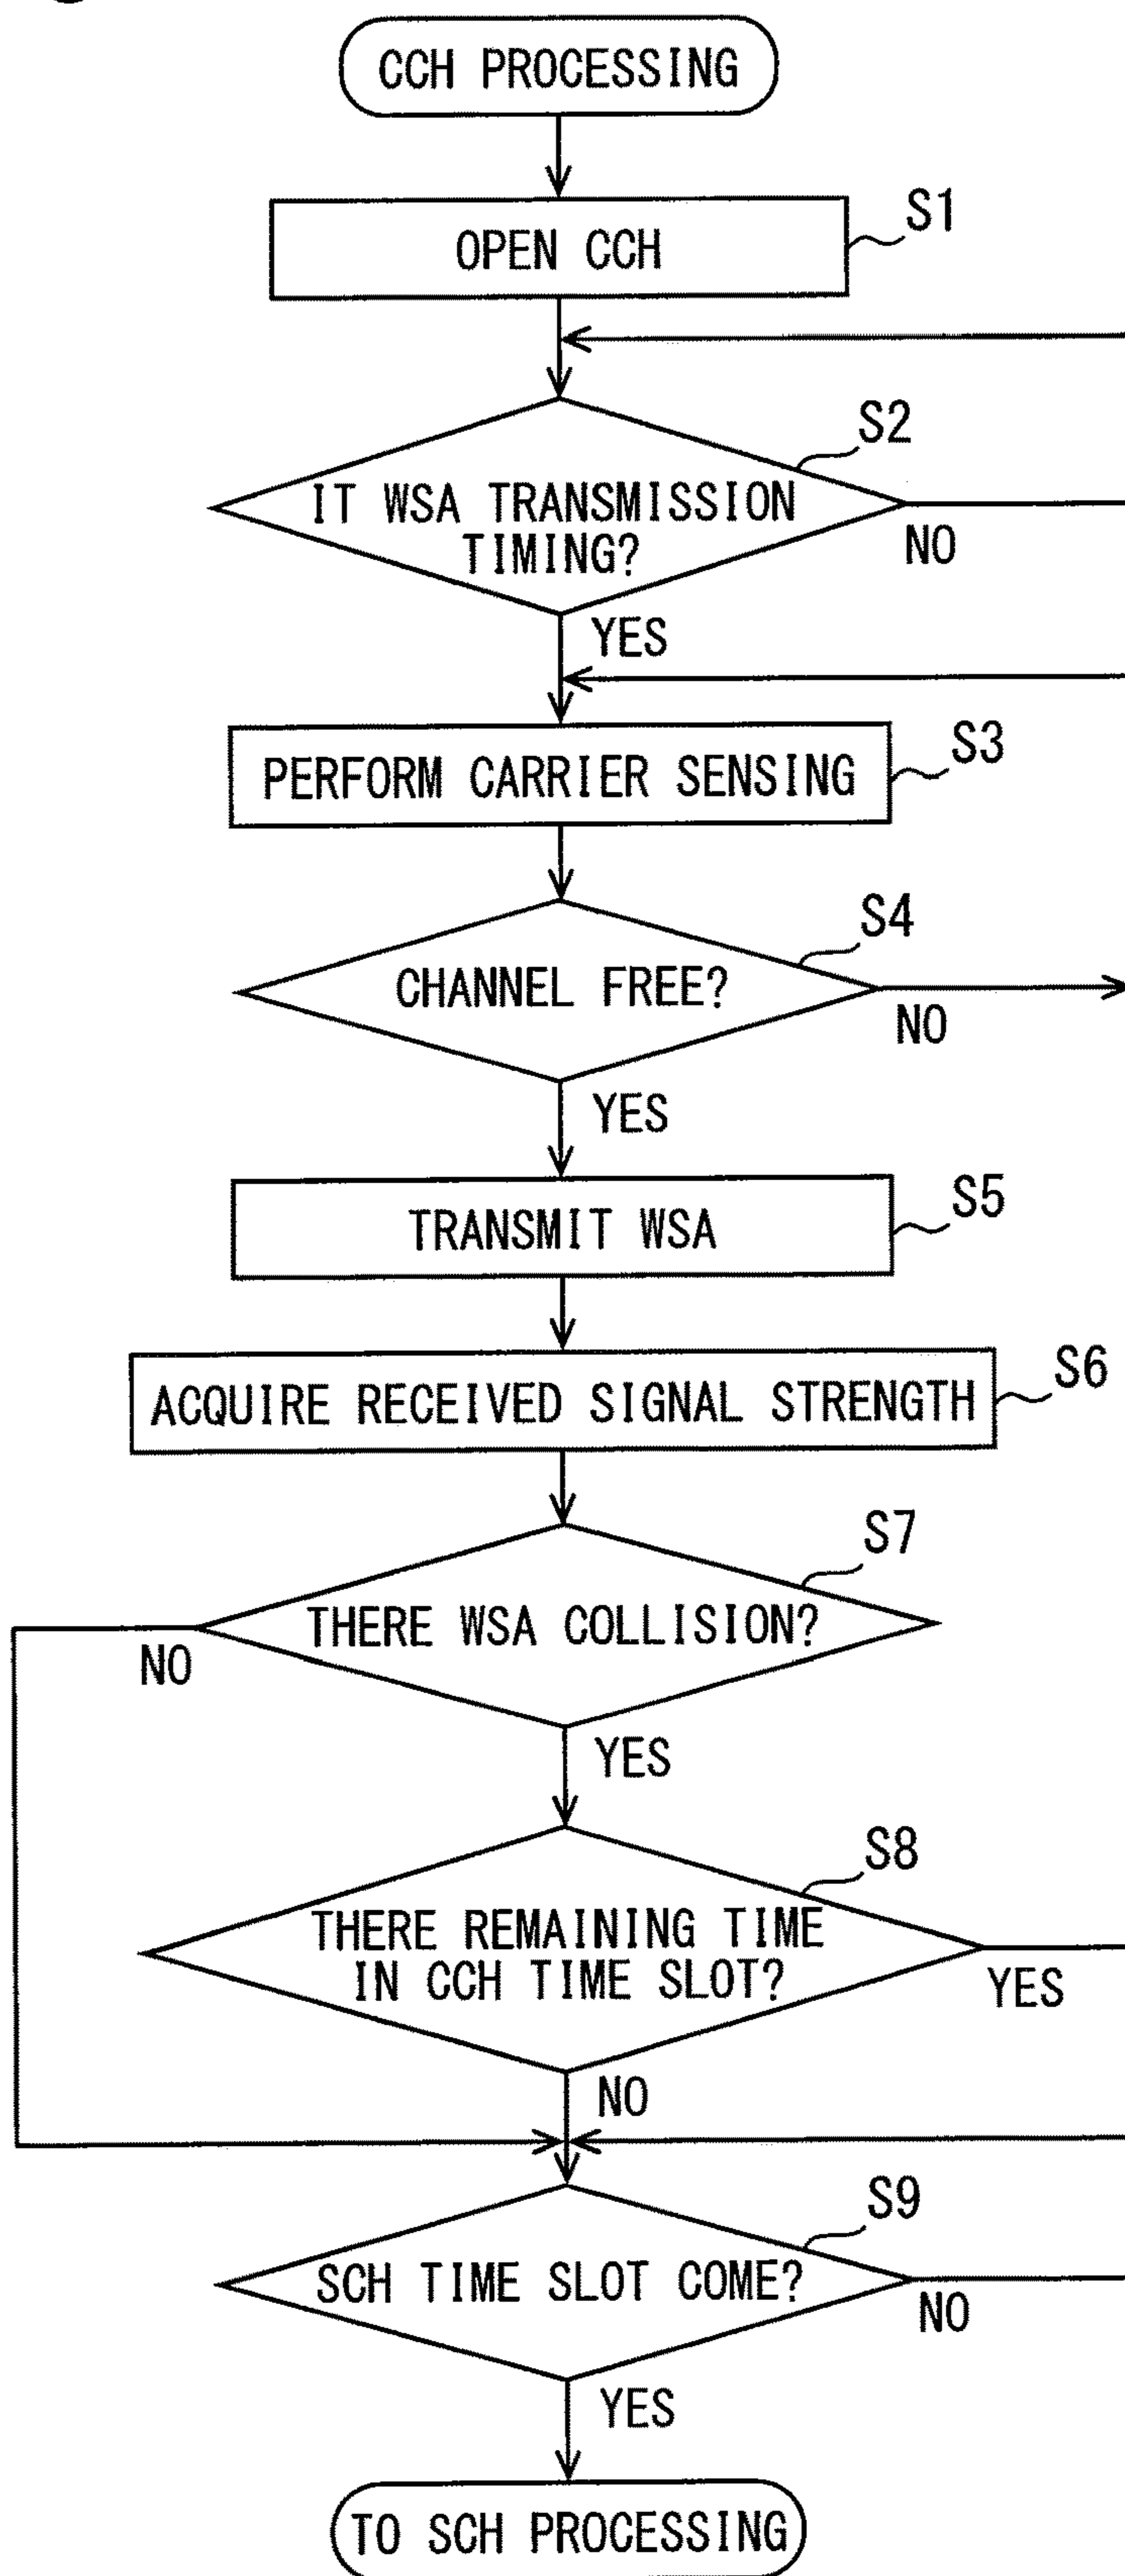 CCH PROCESSING
S1
OPEN CCH
S2
IT WSA TRANSMISSION
TIMING?
NO
YES
S3
PERFORM CARRIER SENSING
S4
CHANNEL FREE?
NO
YES
S5
TRANSMIT WSA
S6
ACQUIRE RECEIVED SIGNAL STRENGTH
S7
THERE WSA COLLISION?
NO
YES
S8
THERE REMAINING TIME
IN CCH TIME SLOT?
YES
NO
S9
SCH TIME SLOT COME?
NO
YES
TO SCH PROCESSING